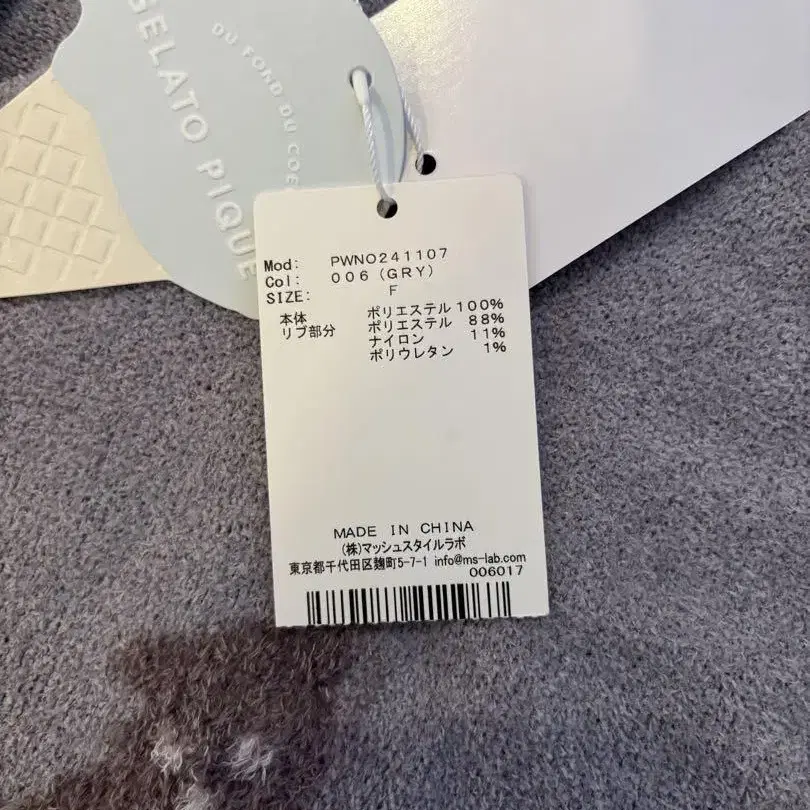 GELATO PIQUE
DU FOND DU COE
Mod: PWNO241107
Col: 006(GRY)
SIZE: F
本体 ポリエステル 100%
リブ部分 ポリエステル 88%
ナイロン 11%
ポリウレタン 1%
MADE IN CHINA
(株)マッシュスタイルラボ
東京都千代田区麹町5-7-1 info@ms-lab.com
006017